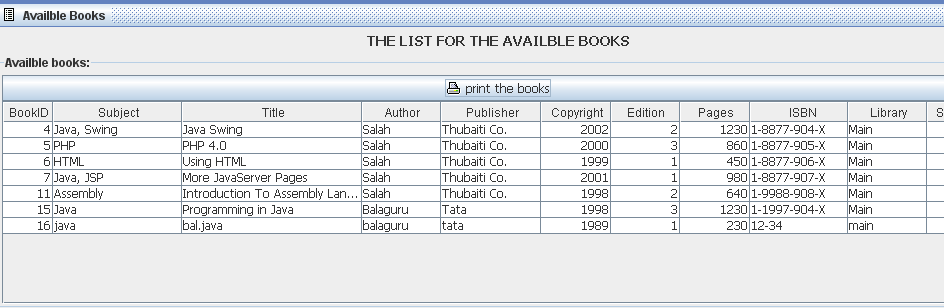 Availble Books
THE LIST FOR THE AVAILBLE BOOKS
Availble books:
print the books
BookID Subject Title Author Publisher Copyright Edition Pages ISBN Library S
4 Java, Swing Java Swing Salah Thubaiti Co. 2002 2 1230 1-8877-904-X Main
5 PHP PHP 4.0 Salah Thubaiti Co. 2000 3 860 1-8877-905-X Main
6 HTML Using HTML Salah Thubaiti Co. 1999 1 450 1-8877-906-X Main
7 Java, JSP More JavaServer Pages Salah Thubaiti Co. 2001 1 980 1-8877-907-X Main
11 Assembly Introduction To Assembly Lan... Salah Thubaiti Co. 1998 2 640 1-9988-908-X Main
15 Java Programming in Java Balaguru Tata 1998 3 1230 1-1997-904-X Main
16 java bal.java balaguru tata 1989 1 230 12-34 main